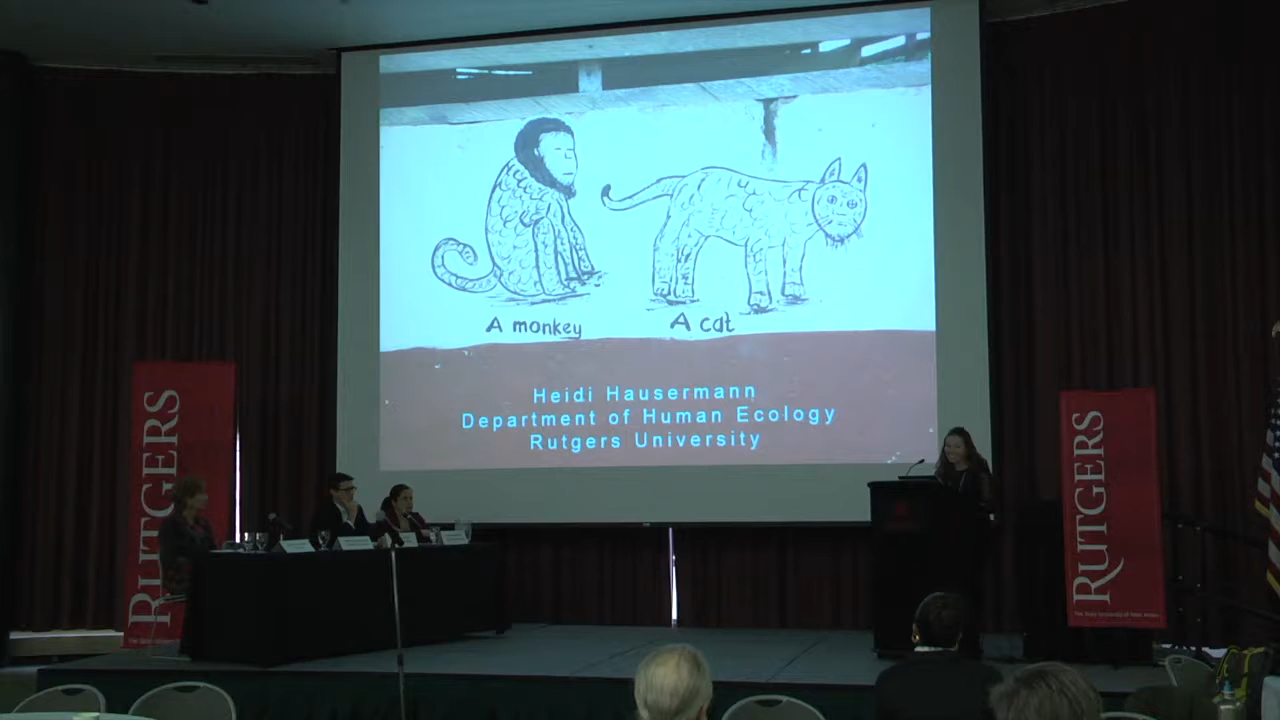 A monkey
A cat
Heidi Hausermann
Department of Human Ecology
Rutgers University
RUTGERS
RUTGERS